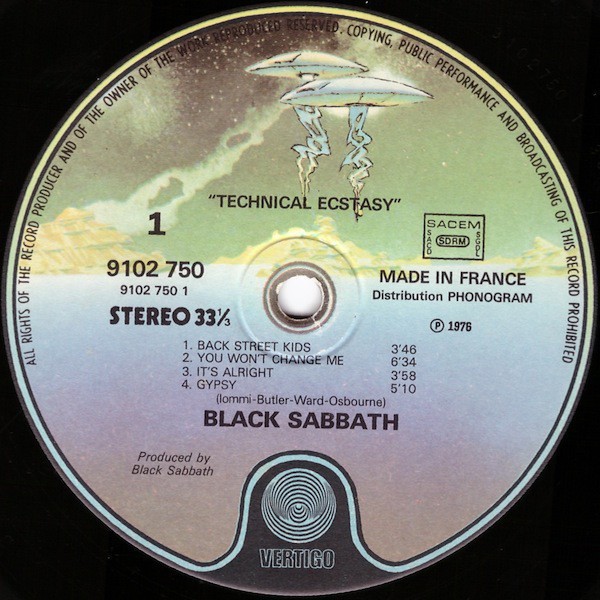 ALL RIGHTS OF THE RECORD PRODUCER AND OF THE OWNER OF THE WORK REPRODUCED RESERVED. COPYING, PUBLIC PERFORMANCE AND BROADCASTING OF THIS RECORD PROHIBITED
"TECHNICAL ECSTASY"
1
SACEM
SACD
SDRM
SGDL
9102 750
9102 750 1
MADE IN FRANCE
Distribution PHONOGRAM
STEREO 33⅓
℗ 1976
1. BACK STREET KIDS 3'46
2. YOU WON'T CHANGE ME 6'34
3. IT'S ALRIGHT 3'58
4. GYPSY 5'10
(Iommi-Butler-Ward-Osbourne)
BLACK SABBATH
Produced by
Black Sabbath
VERTIGO